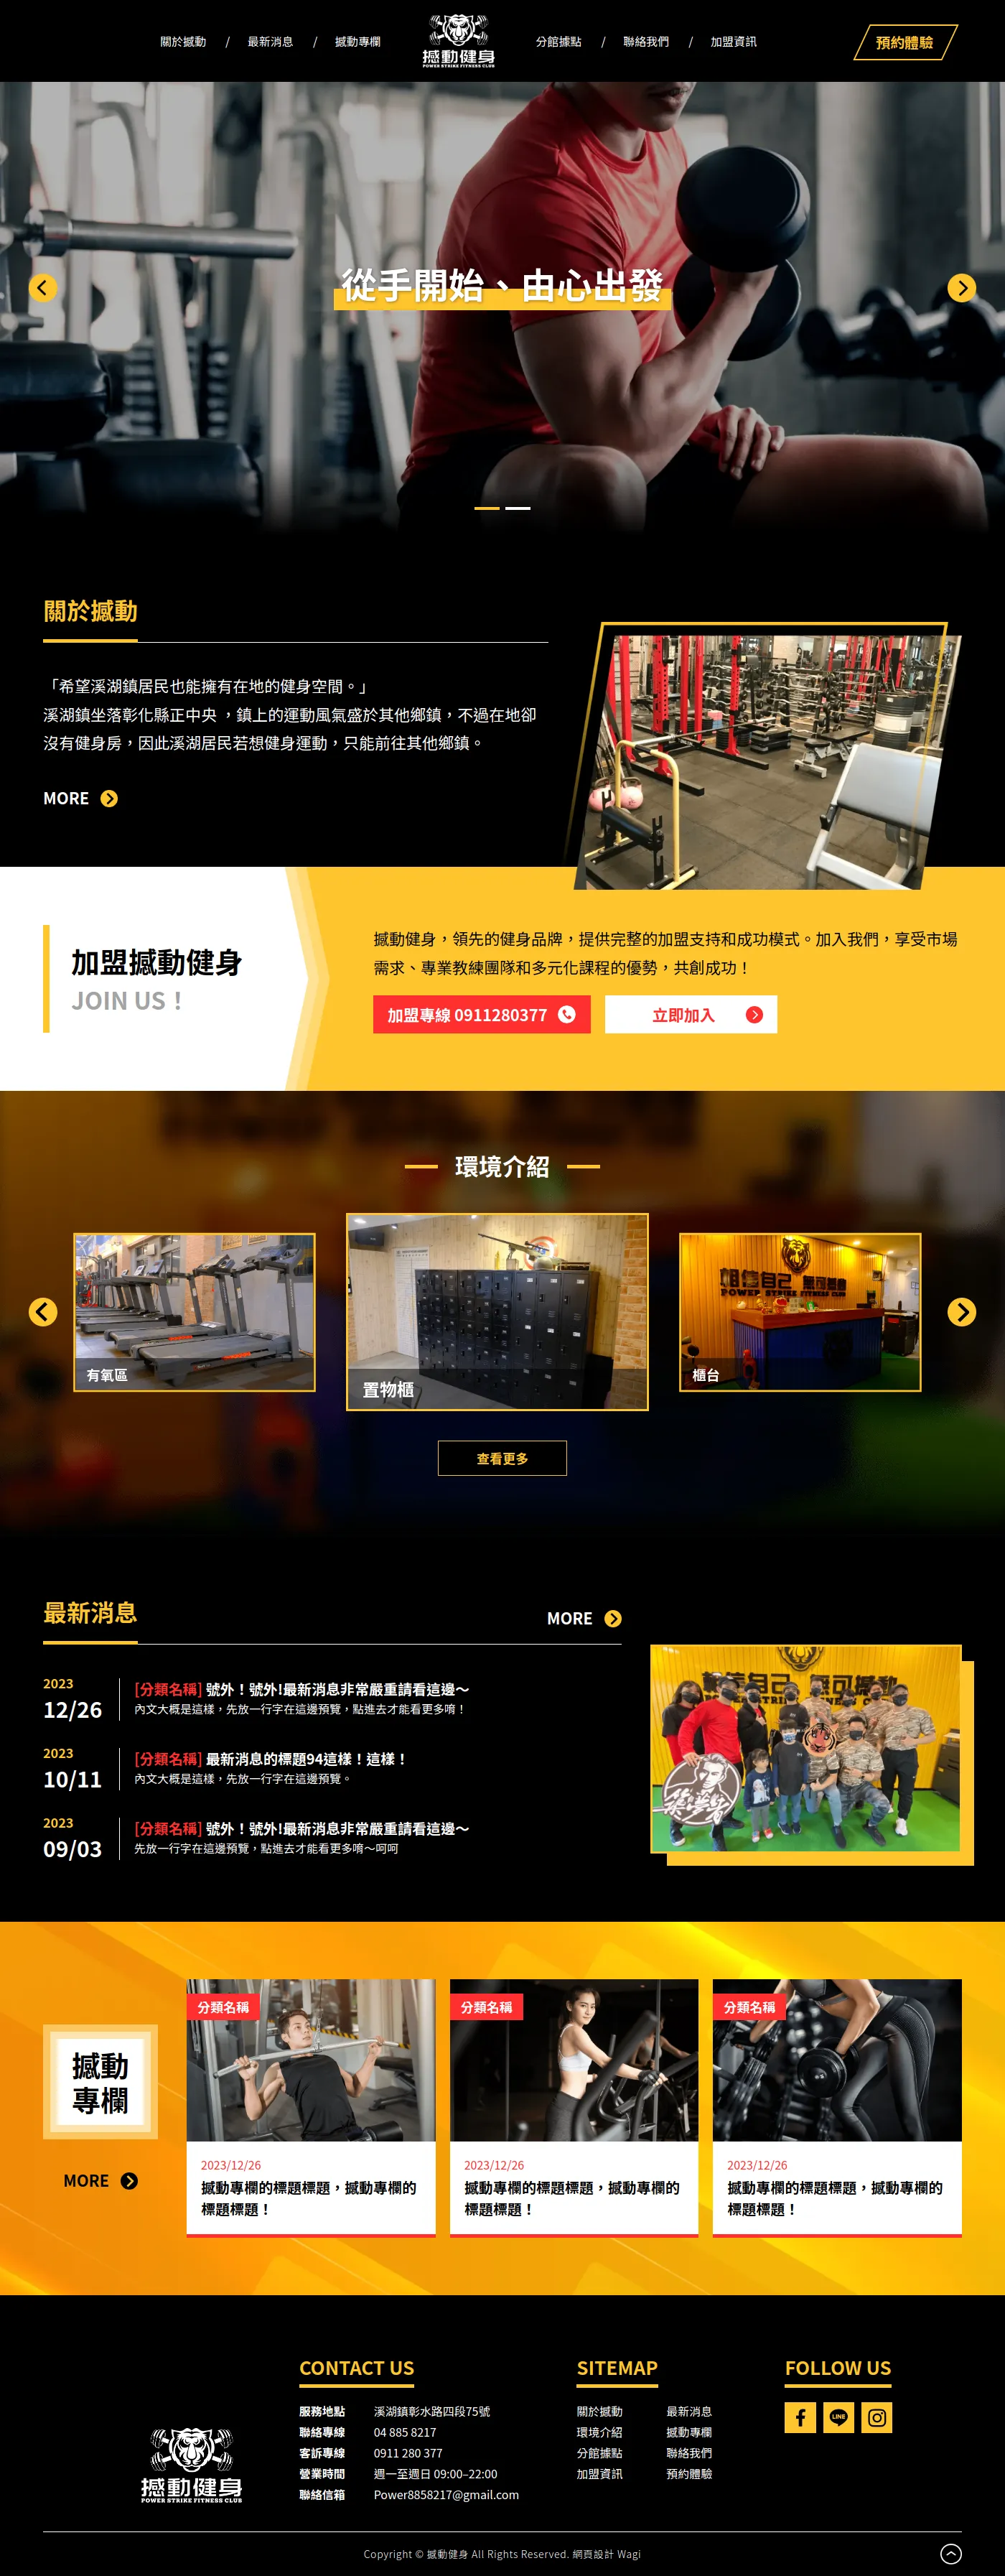 關於撼動 / 最新消息 / 撼動專欄
撼動健身
POWER STRIKE FITNESS CLUB
分館據點 / 聯絡我們 / 加盟資訊
預約體驗
從手開始、由心出發
關於撼動
「希望溪湖鎮居民也能擁有在地的健身空間。」
溪湖鎮坐落彰化縣正中央 ，鎮上的運動風氣盛於其他鄉鎮，不過在地卻
沒有健身房，因此溪湖居民若想健身運動，只能前往其他鄉鎮。
MORE
加盟撼動健身
JOIN US！
撼動健身，領先的健身品牌，提供完整的加盟支持和成功模式。加入我們，享受市場
需求、專業教練團隊和多元化課程的優勢，共創成功！
加盟專線 0911280377
立即加入
環境介紹
有氧區
置物櫃
POWER STRIKE FITNESS CLUB
櫃台
查看更多
最新消息
MORE
2023
12/26
[分類名稱] 號外！號外!最新消息非常嚴重請看這邊～
內文大概是這樣，先放一行字在這邊預覽，點進去才能看更多唷！
2023
10/11
[分類名稱] 最新消息的標題94這樣！這樣！
內文大概是這樣，先放一行字在這邊預覽。
2023
09/03
[分類名稱] 號外！號外!最新消息非常嚴重請看這邊～
先放一行字在這邊預覽，點進去才能看更多唷～呵呵
撼動
專欄
MORE
分類名稱
2023/12/26
撼動專欄的標題標題，撼動專欄的
標題標題！
分類名稱
2023/12/26
撼動專欄的標題標題，撼動專欄的
標題標題！
分類名稱
2023/12/26
撼動專欄的標題標題，撼動專欄的
標題標題！
撼動健身
POWER STRIKE FITNESS CLUB
CONTACT US
服務地點 溪湖鎮彰水路四段75號
聯絡專線 04 885 8217
客訴專線 0911 280 377
營業時間 週一至週日 09:00–22:00
聯絡信箱 Power8858217@gmail.com
SITEMAP
關於撼動 最新消息
環境介紹 撼動專欄
分館據點 聯絡我們
加盟資訊 預約體驗
FOLLOW US
LINE
Copyright © 撼動健身 All Rights Reserved. 網頁設計 Wagi